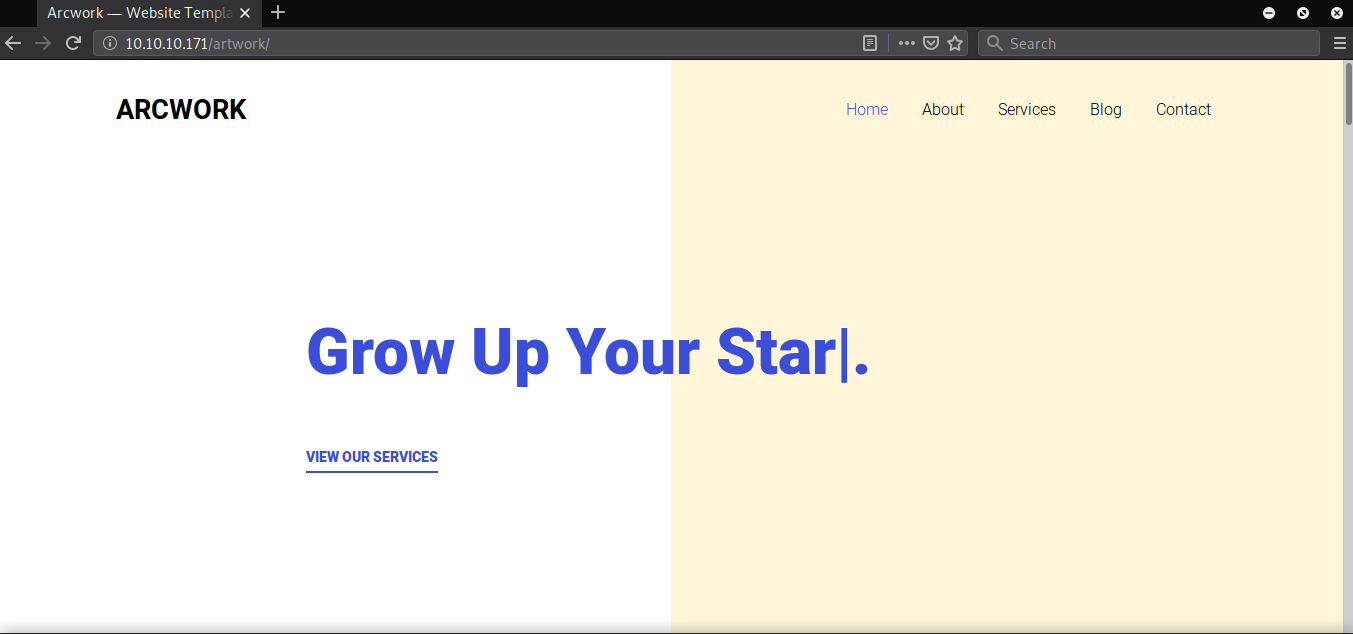 Arcwork — Website Templa
10.10.10.171/artwork/
Search
ARCWORK
Home About Services Blog Contact
Grow Up Your Star|.
VIEW OUR SERVICES